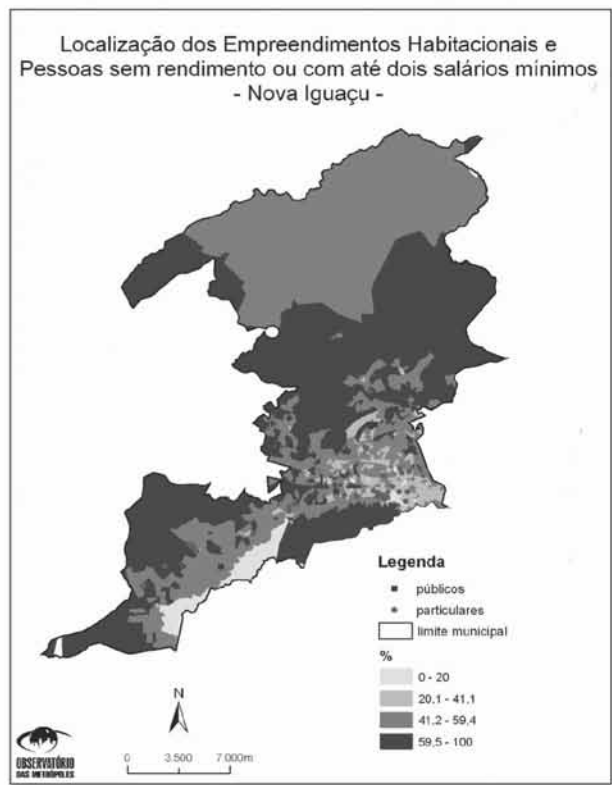 Localização dos Empreendimentos Habitacionais e
Pessoas sem rendimento ou com até dois salários mínimos
- Nova Iguaçu -
Legenda
públicos
particulares
limite municipal
%
0 - 20
20,1 - 41,1
41,2 - 59,4
59,5 - 100
N
0 3.500 7.000m
OBSERVATÓRIO
DAS METRÓPOLES